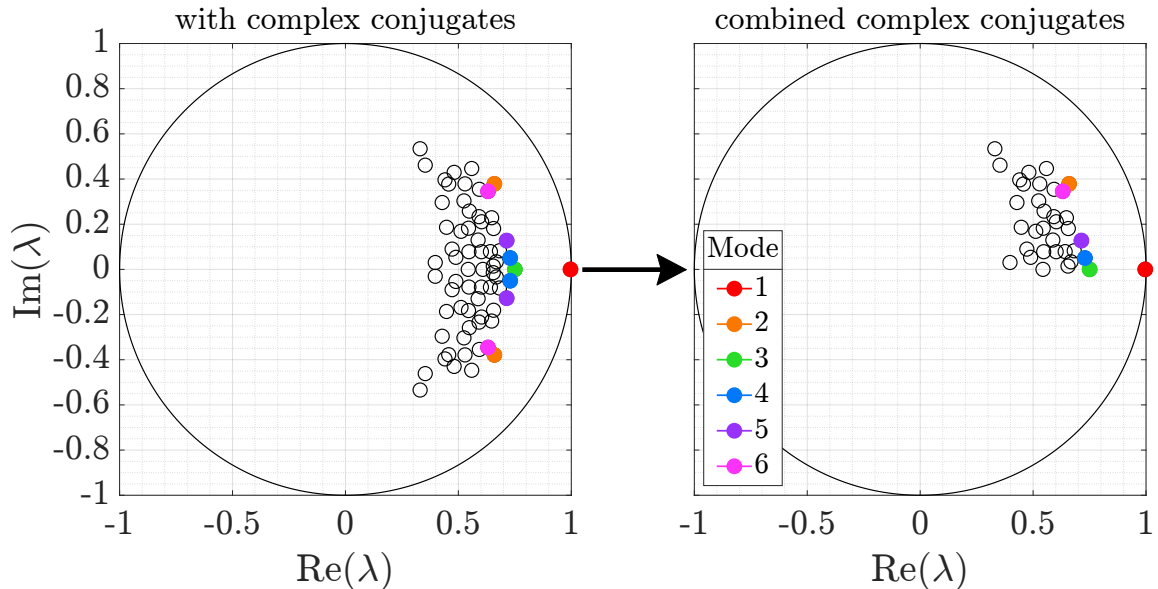 with complex conjugates
combined complex conjugates
1
0.8
0.6
0.4
0.2
0
-0.2
-0.4
-0.6
-0.8
-1
Im(λ)
-1 -0.5 0 0.5 1
Re(λ)
Mode
1
2
3
4
5
6
-1 -0.5 0 0.5 1
Re(λ)